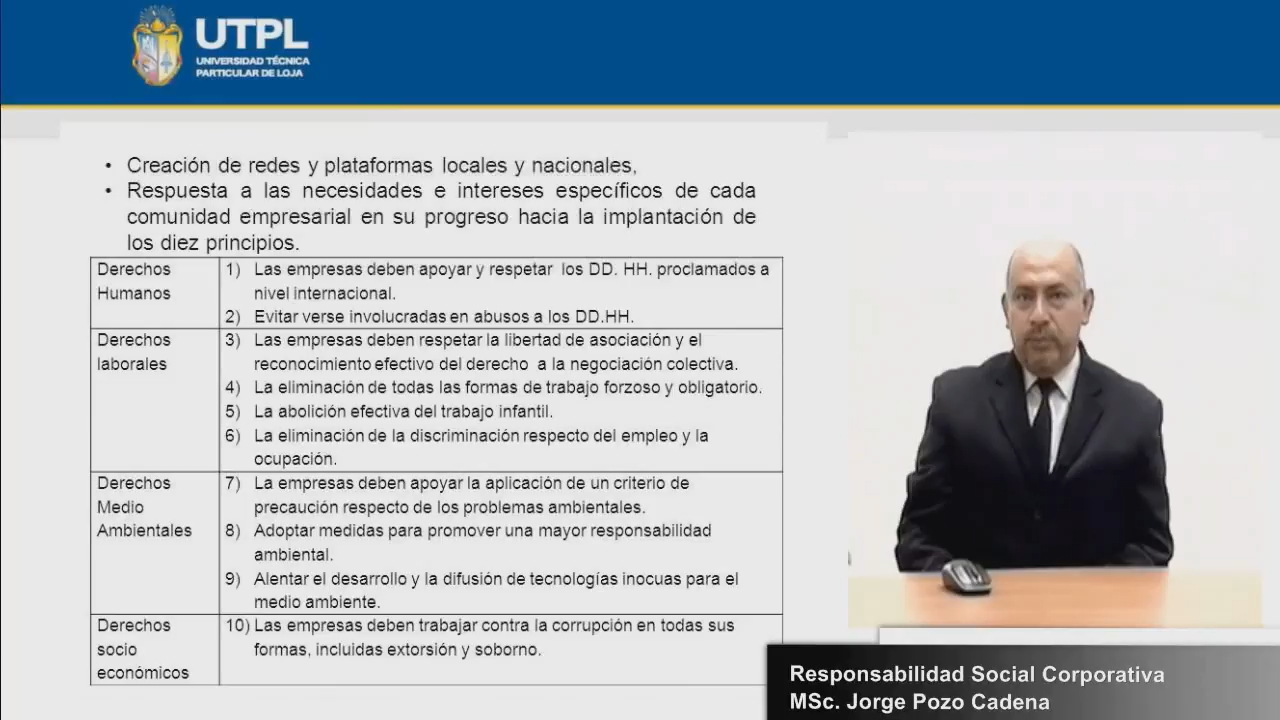 UTPL
UNIVERSIDAD TÉCNICA
PARTICULAR DE LOJA
• Creación de redes y plataformas locales y nacionales,
• Respuesta a las necesidades e intereses específicos de cada
comunidad empresarial en su progreso hacia la implantación de
los diez principios.
Derechos
Humanos
1) Las empresas deben apoyar y respetar los DD. HH. proclamados a
nivel internacional.
2) Evitar verse involucradas en abusos a los DD.HH.
Derechos
laborales
3) Las empresas deben respetar la libertad de asociación y el
reconocimiento efectivo del derecho a la negociación colectiva.
4) La eliminación de todas las formas de trabajo forzoso y obligatorio.
5) La abolición efectiva del trabajo infantil.
6) La eliminación de la discriminación respecto del empleo y la
ocupación.
Derechos
Medio
Ambientales
7) La empresas deben apoyar la aplicación de un criterio de
precaución respecto de los problemas ambientales.
8) Adoptar medidas para promover una mayor responsabilidad
ambiental.
9) Alentar el desarrollo y la difusión de tecnologías inocuas para el
medio ambiente.
Derechos
socio
económicos
10) Las empresas deben trabajar contra la corrupción en todas sus
formas, incluidas extorsión y soborno.
Responsabilidad Social Corporativa
MSc. Jorge Pozo Cadena